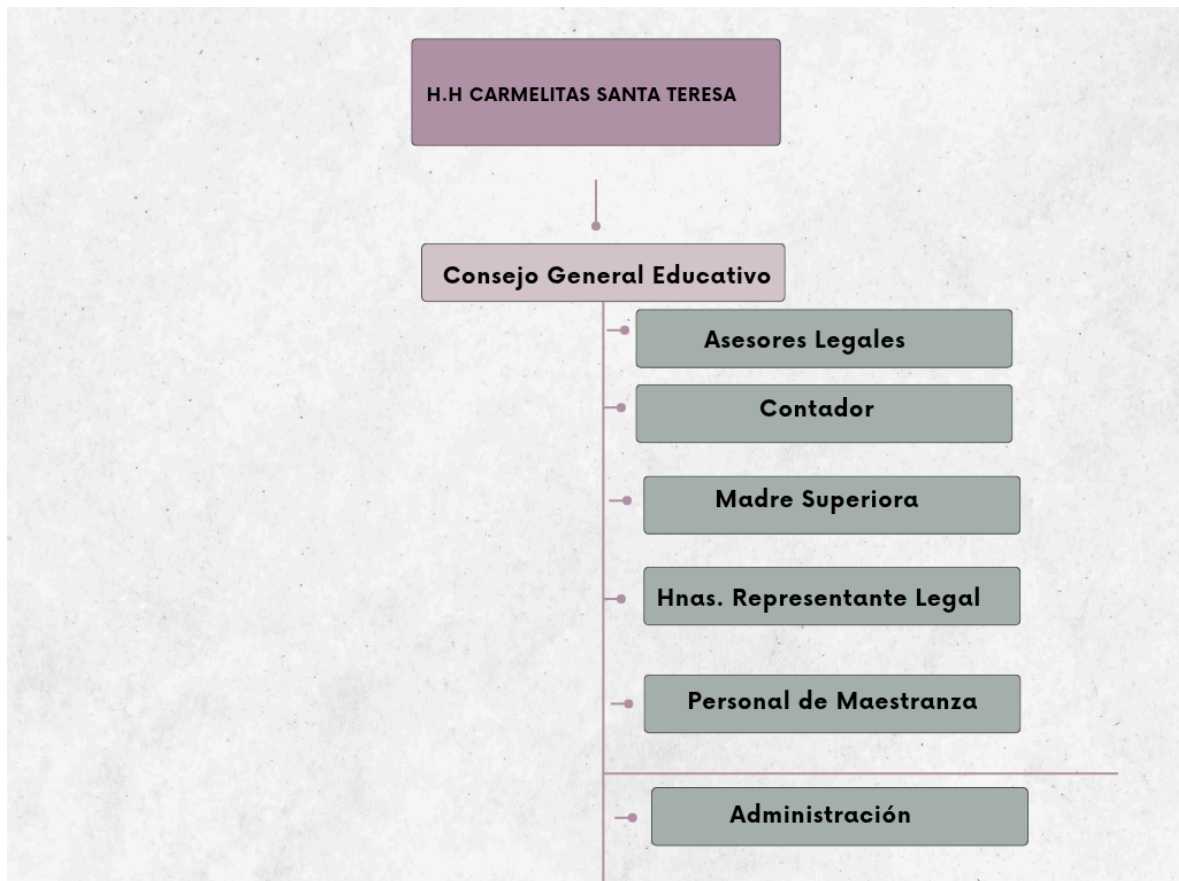 H.H CARMELITAS SANTA TERESA
Consejo General Educativo
Asesores Legales
Contador
Madre Superiora
Hnas. Representante Legal
Personal de Maestranza
Administración